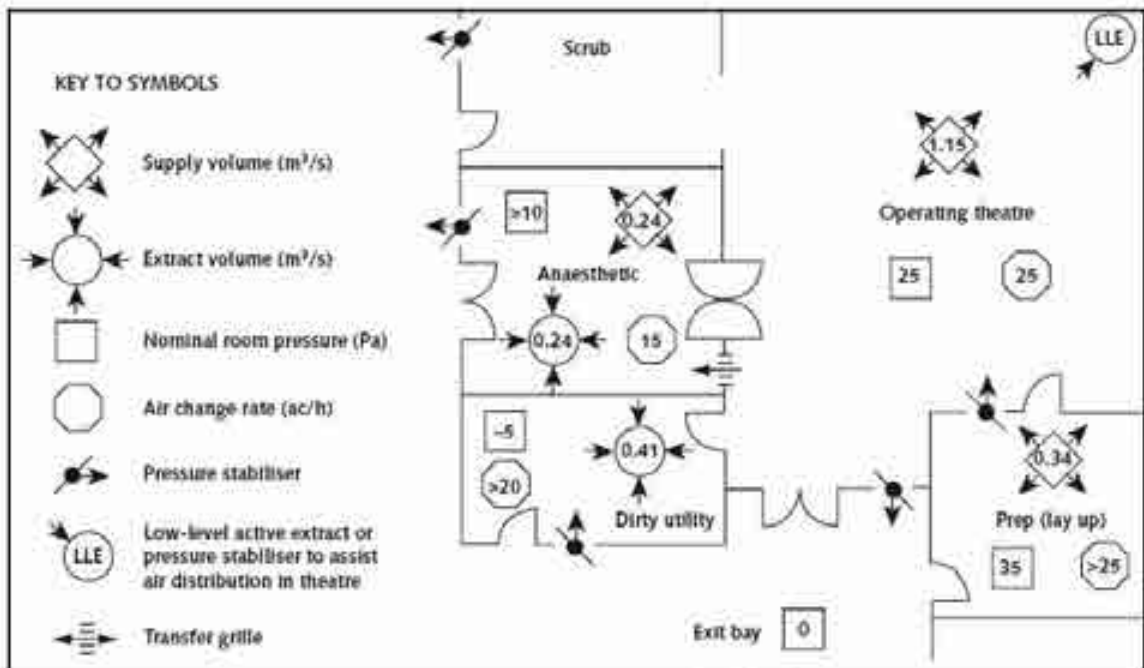 KEY TO SYMBOLS
Supply volume (m³/s)
Extract volume (m³/s)
Nominal room pressure (Pa)
Air change rate (ac/h)
Pressure stabiliser
LLE
Low-level active extract or
pressure stabiliser to assist
air distribution in theatre
Transfer grille
Scrub
LLE
1.15
Operating theatre
25
25
>10
0.24
Anaesthetic
0.24
15
–5
0.41
>20
Dirty utility
0.34
Prep (lay up)
35
>25
Exit bay
0